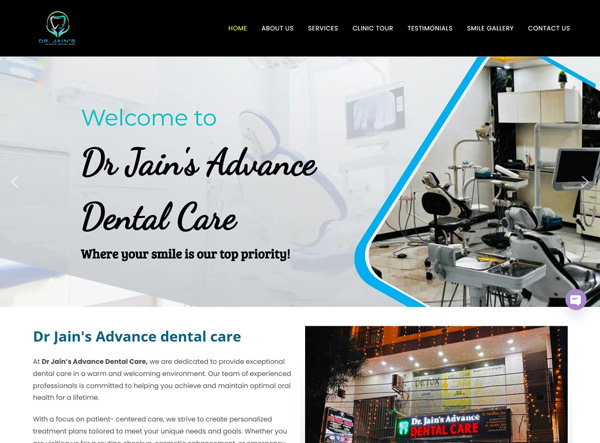 DR. JAIN'S
HOME ABOUT US SERVICES CLINIC TOUR TESTIMONIALS SMILE GALLERY CONTACT US
Welcome to
Dr Jain's Advance
Dental Care
Where your smile is our top priority!
Dr Jain's Advance dental care
At Dr Jain's Advance Dental Care, we are dedicated to provide exceptional
dental care in a warm and welcoming environment. Our team of experienced
professionals is committed to helping you achieve and maintain optimal oral
health for a lifetime.
With a focus on patient- centered care, we strive to create personalized
treatment plans tailored to meet your unique needs and goals. Whether you
Dr. Jain's Advance
DENTAL CARE